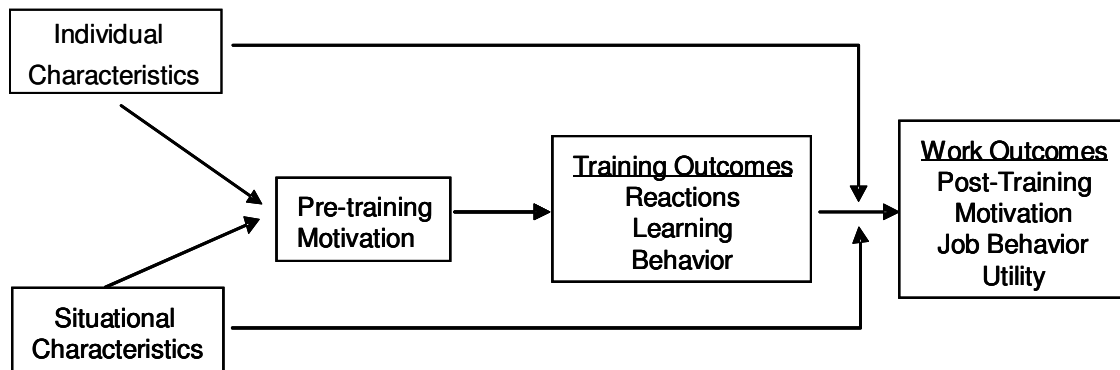 Individual
Characteristics
Pre-training
Motivation
Training Outcomes
Reactions
Learning
Behavior
Work Outcomes
Post-Training
Motivation
Job Behavior
Utility
Situational
Characteristics